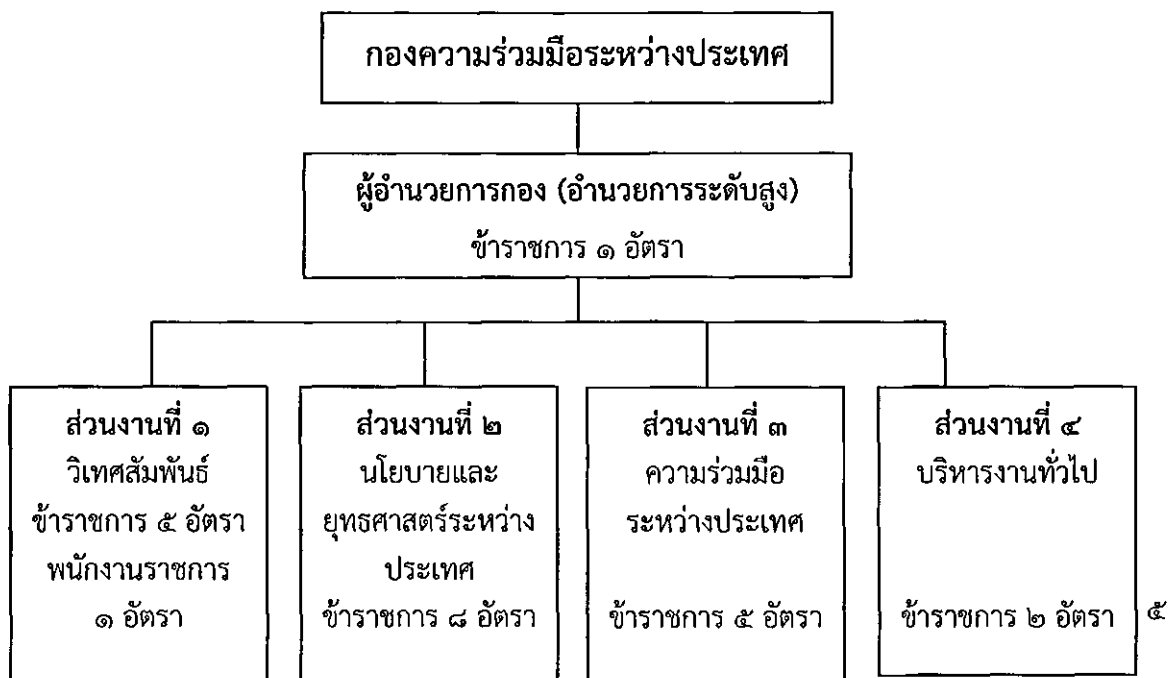 กองความร่วมมือระหว่างประเทศ
ผู้อำนวยการกอง (อำนวยการระดับสูง)
ข้าราชการ ๑ อัตรา
ส่วนงานที่ ๑
วิเทศสัมพันธ์
ข้าราชการ ๕ อัตรา
พนักงานราชการ
๑ อัตรา
ส่วนงานที่ ๒
นโยบายและ
ยุทธศาสตร์ระหว่าง
ประเทศ
ข้าราชการ ๘ อัตรา
ส่วนงานที่ ๓
ความร่วมมือ
ระหว่างประเทศ
ข้าราชการ ๕ อัตรา
ส่วนงานที่ ๔
บริหารงานทั่วไป
ข้าราชการ ๒ อัตรา
๕